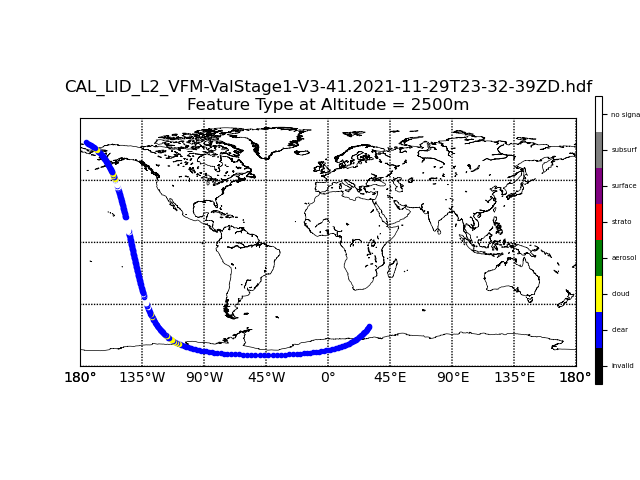 CAL_LID_L2_VFM-ValStage1-V3-41.2021-11-29T23-32-39ZD.hdf
Feature Type at Altitude = 2500m
no signa
subsurf
surface
strato
aerosol
cloud
clear
invalid
180° 135°W 90°W 45°W 0° 45°E 90°E 135°E 180°